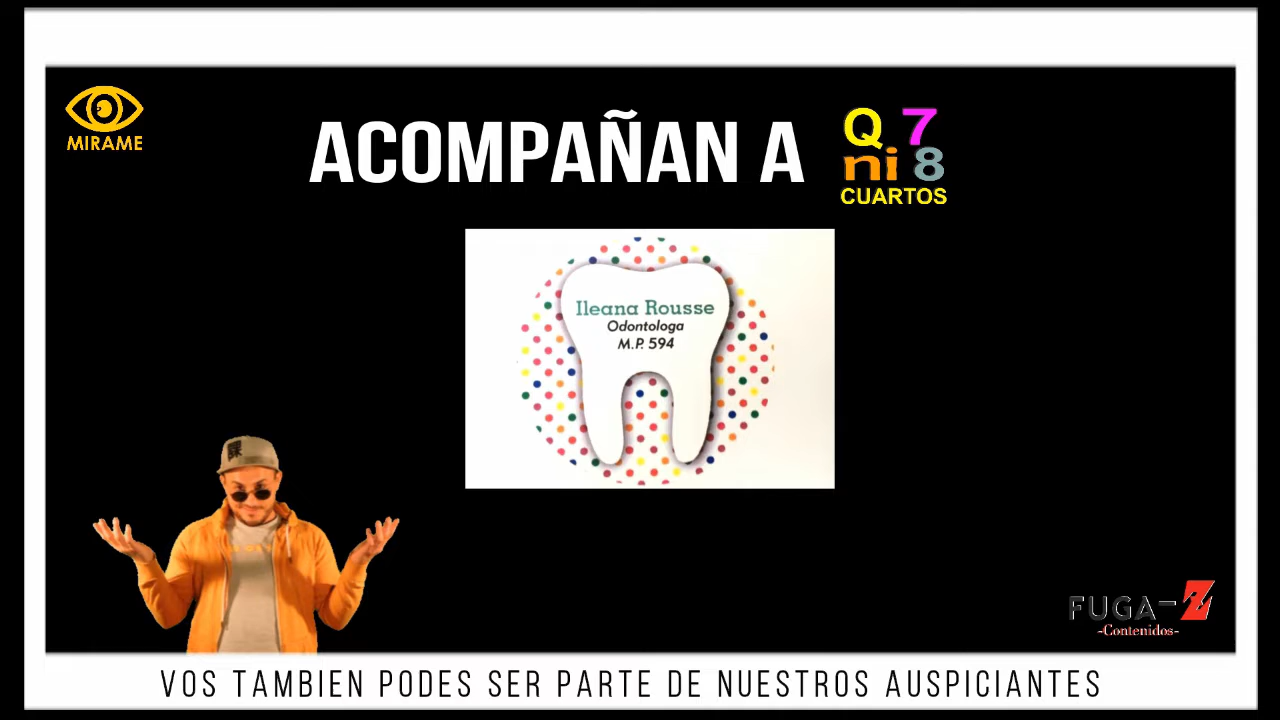 MIRAME
ACOMPAÑAN A
Q 7
ni 8
CUARTOS
Ileana Rousse
Odontologa
M.P. 594
FUGA-Z
-Contenidos-
VOS TAMBIEN PODES SER PARTE DE NUESTROS AUSPICIANTES